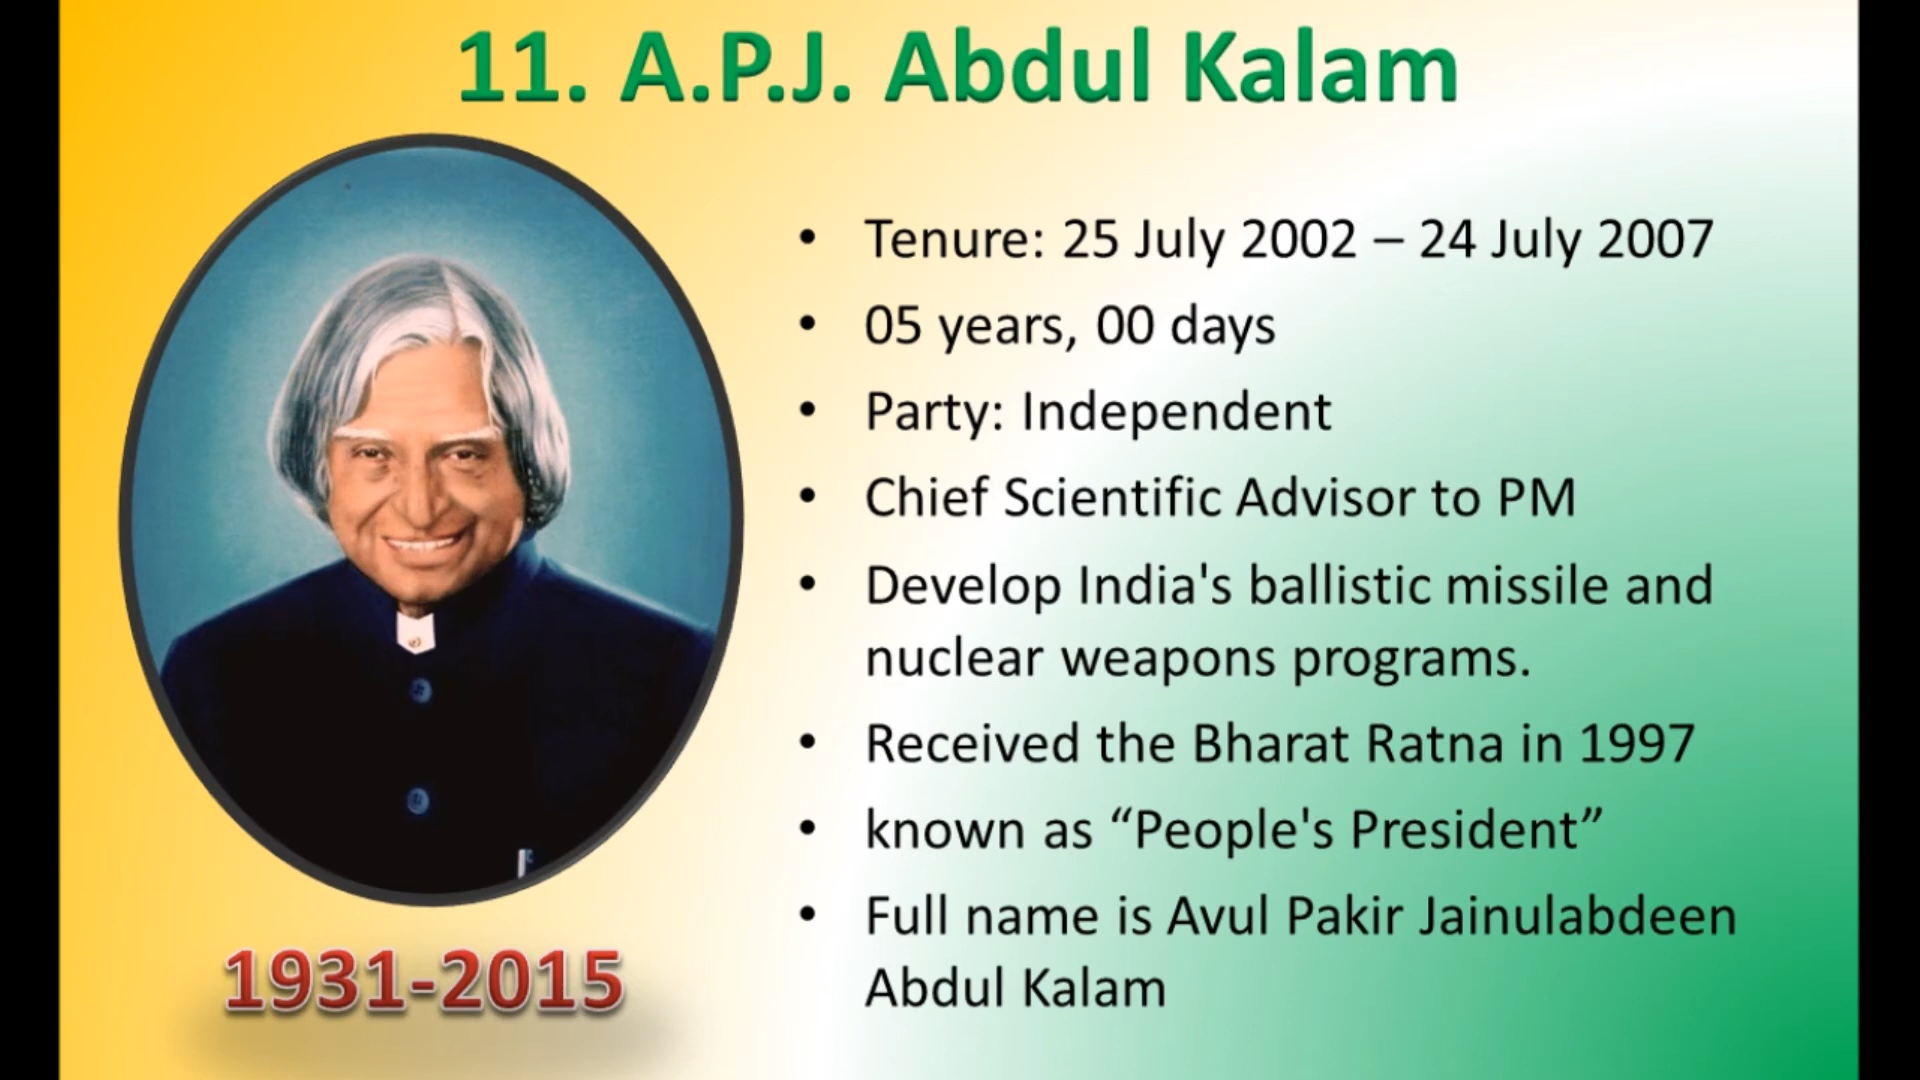 11. A.P.J. Abdul Kalam
• Tenure: 25 July 2002 – 24 July 2007
• 05 years, 00 days
• Party: Independent
• Chief Scientific Advisor to PM
• Develop India's ballistic missile and
nuclear weapons programs.
• Received the Bharat Ratna in 1997
• known as “People's President”
• Full name is Avul Pakir Jainulabdeen
Abdul Kalam
1931-2015